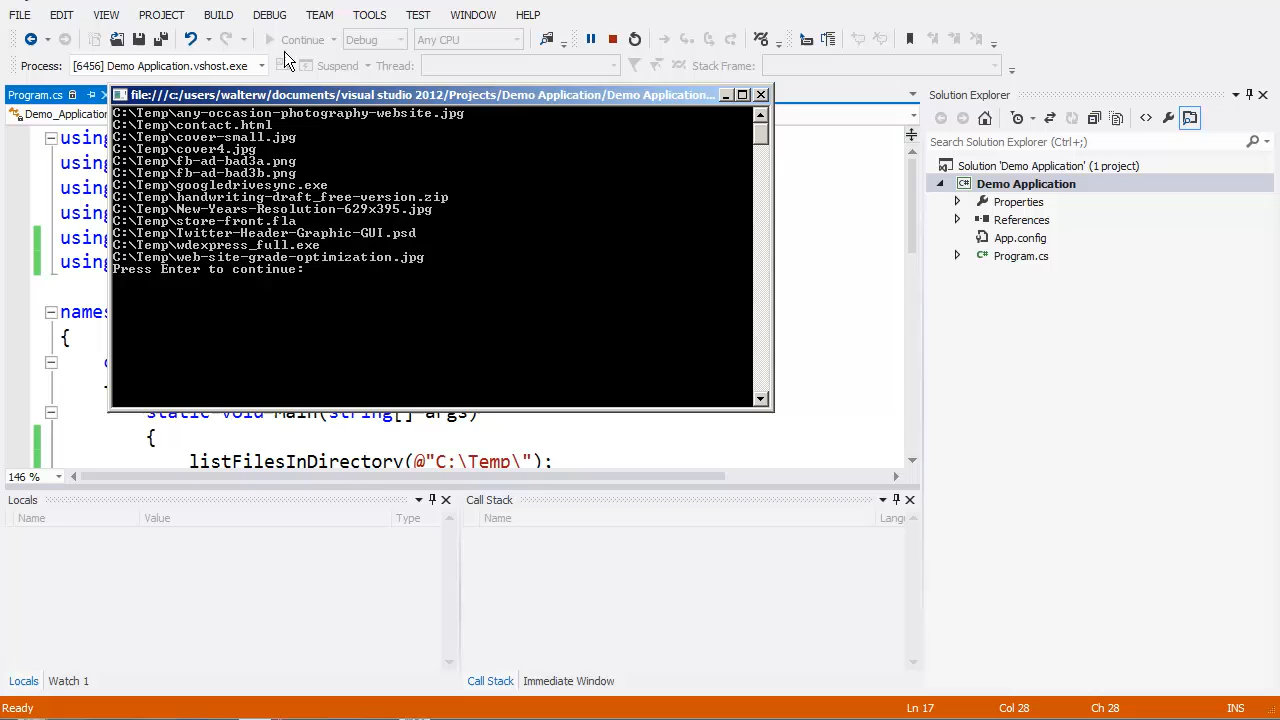 FILE EDIT VIEW PROJECT BUILD DEBUG TEAM TOOLS TEST WINDOW HELP
Continue Debug Any CPU
Process: [6456] Demo Application.vshost.exe Suspend Thread: Stack Frame:
Program.cs
Demo_Application
file:///c:/users/walterw/documents/visual studio 2012/Projects/Demo Application/Demo Application...
C:\Temp\any-occasion-photography-website.jpg
C:\Temp\contact.html
C:\Temp\cover-small.jpg
C:\Temp\cover4.jpg
C:\Temp\fb-ad-bad3a.png
C:\Temp\fb-ad-bad3b.png
C:\Temp\googledrivesync.exe
C:\Temp\handwriting-draft_free-version.zip
C:\Temp\New-Years-Resolution-629x395.jpg
C:\Temp\store-front.fla
C:\Temp\Twitter-Header-Graphic-GUI.psd
C:\Temp\wdexpress_full.exe
C:\Temp\web-site-grade-optimization.jpg
Press Enter to continue:
using
using
using
using
using
using
names
{
c
static void Main(string[] args)
{
listFilesInDirectory(@"C:\Temp\");
146 %
Solution Explorer
Search Solution Explorer (Ctrl+;)
Solution 'Demo Application' (1 project)
C# Demo Application
Properties
References
App.config
C# Program.cs
Locals
Name Value Type
Call Stack
Name Langu
Locals Watch 1
Call Stack Immediate Window
Ready Ln 17 Col 28 Ch 28 INS